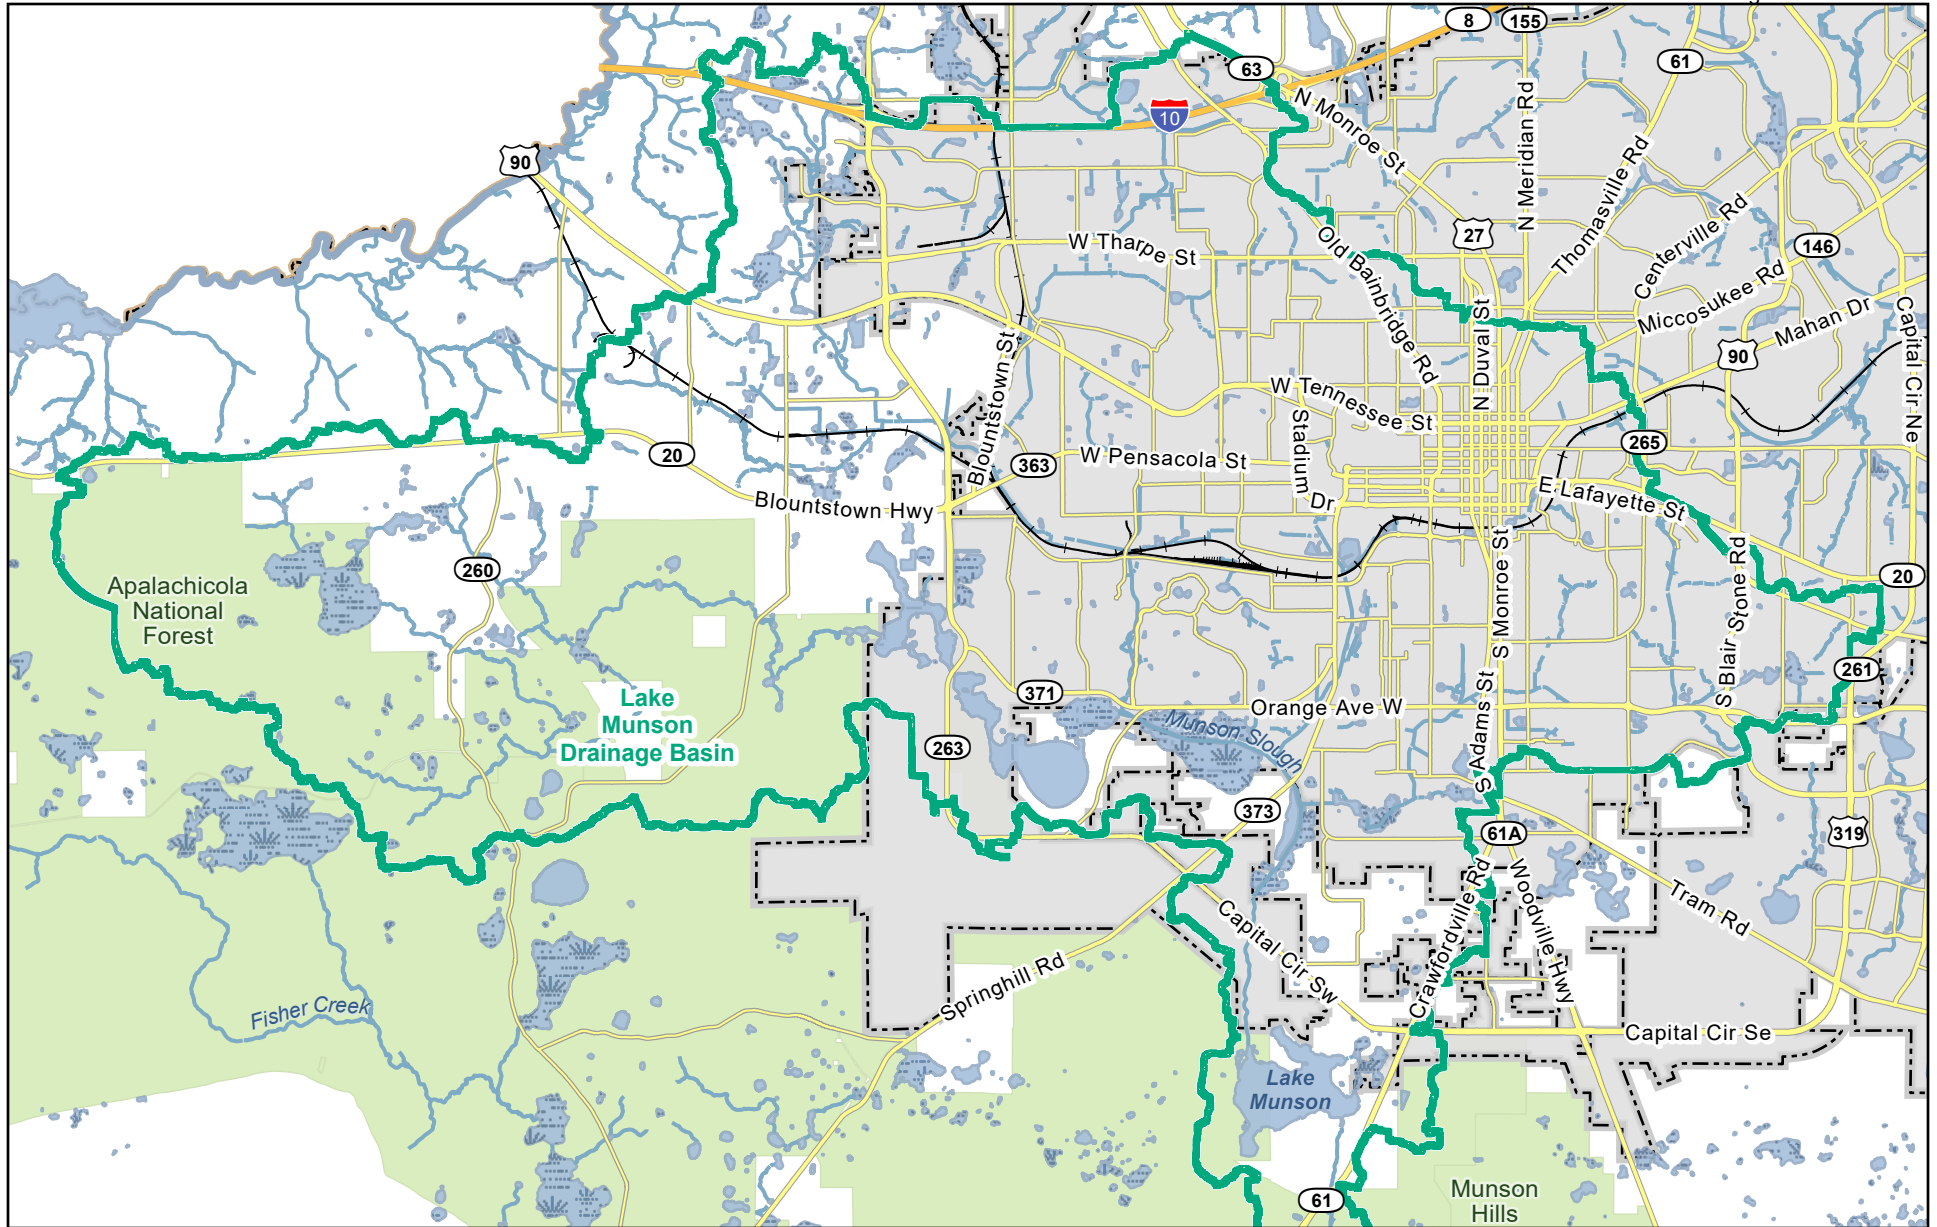 8
155
63
61
10
N Monroe St
N Meridian Rd
90
Thomasville Rd
Centerville Rd
27
146
W Tharpe St
Old Bainbridge Rd
Miccosukee Rd
Mahan Dr
Capital Cir Ne
N Duval St
90
Blountstown St
W Tennessee St
Stadium Dr
20
363
W Pensacola St
265
Blountstown Hwy
E Lafayette St
260
20
Apalachicola
National
Forest
S Monroe St
S Blair Stone Rd
261
Lake
Munson
Drainage Basin
371
Orange Ave W
S Adams St
263
Munson Slough
373
61A
319
Crawfordville Rd
Woodville Hwy
Tram Rd
Capital Cir Sw
Springhill Rd
Fisher Creek
Capital Cir Se
Lake
Munson
61
Munson
Hills